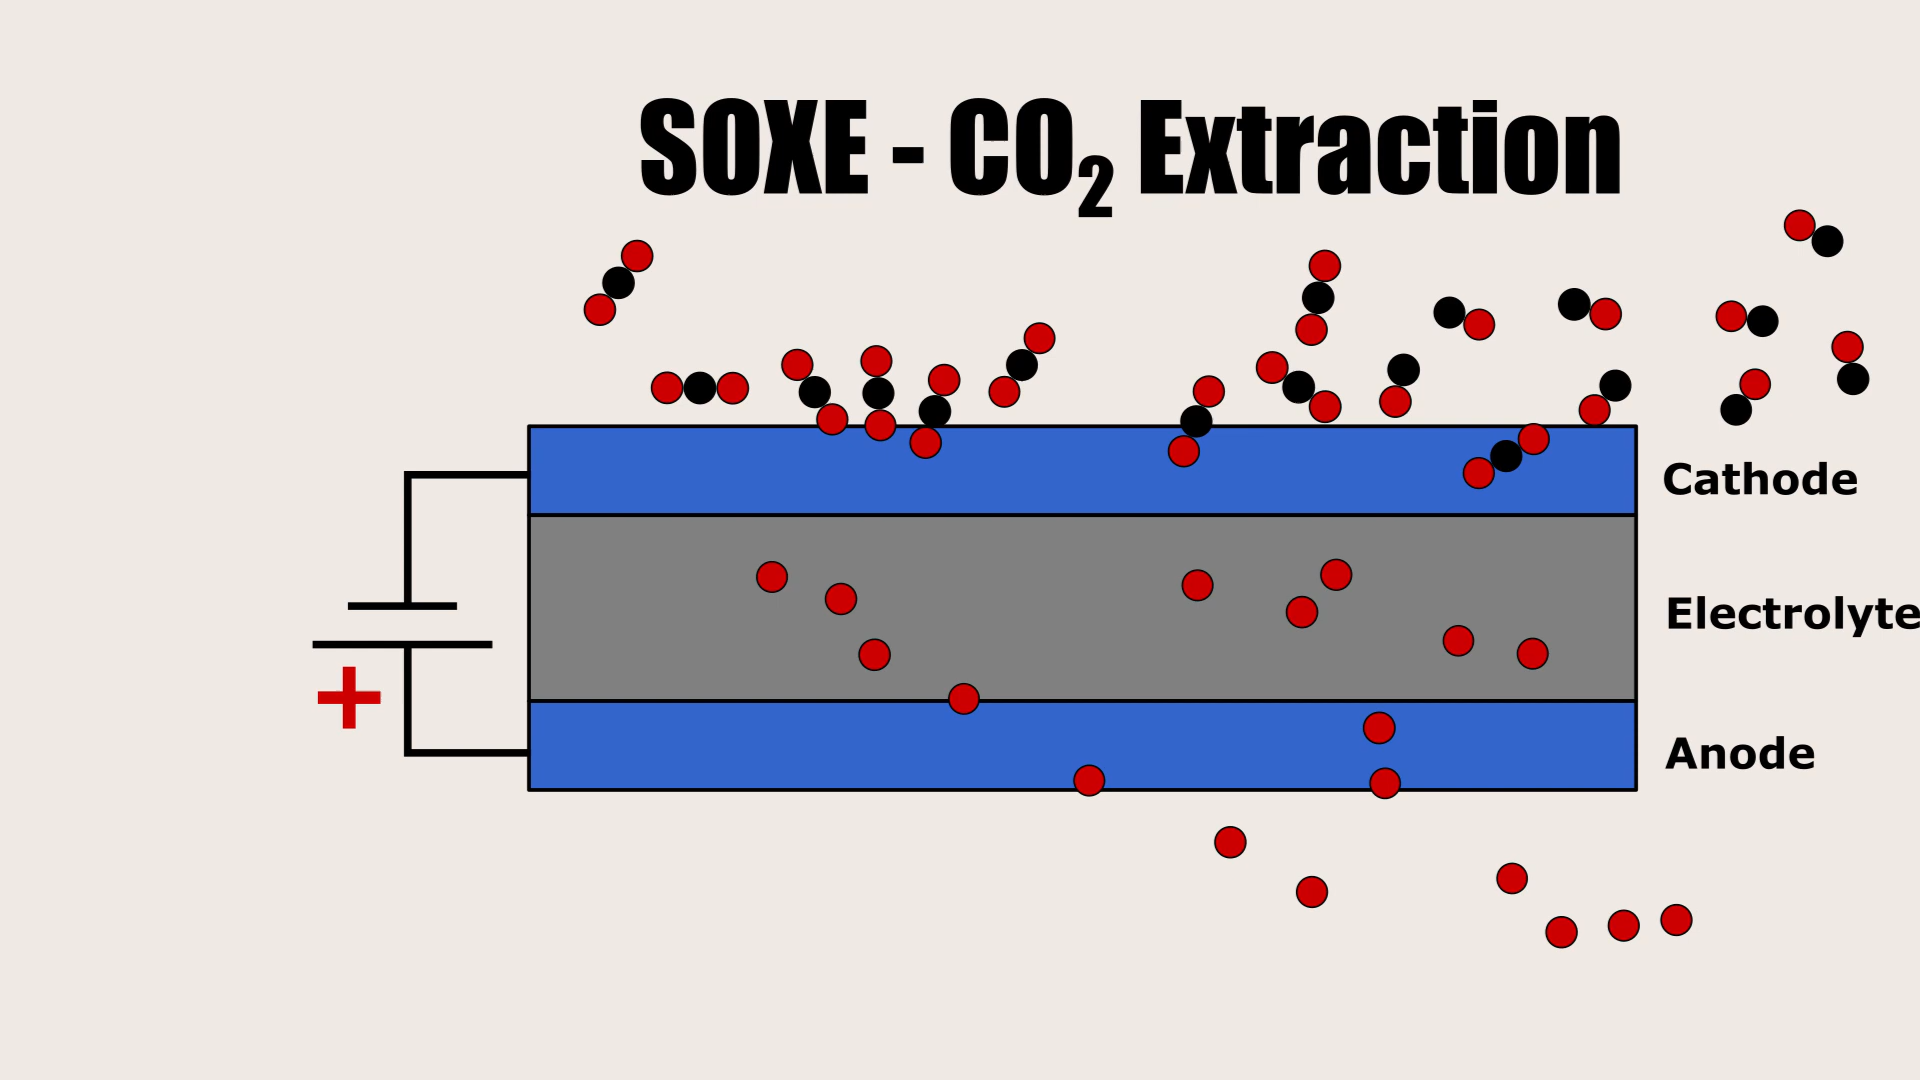 SOXE - CO₂ Extraction
Cathode
Electrolyte
+
Anode